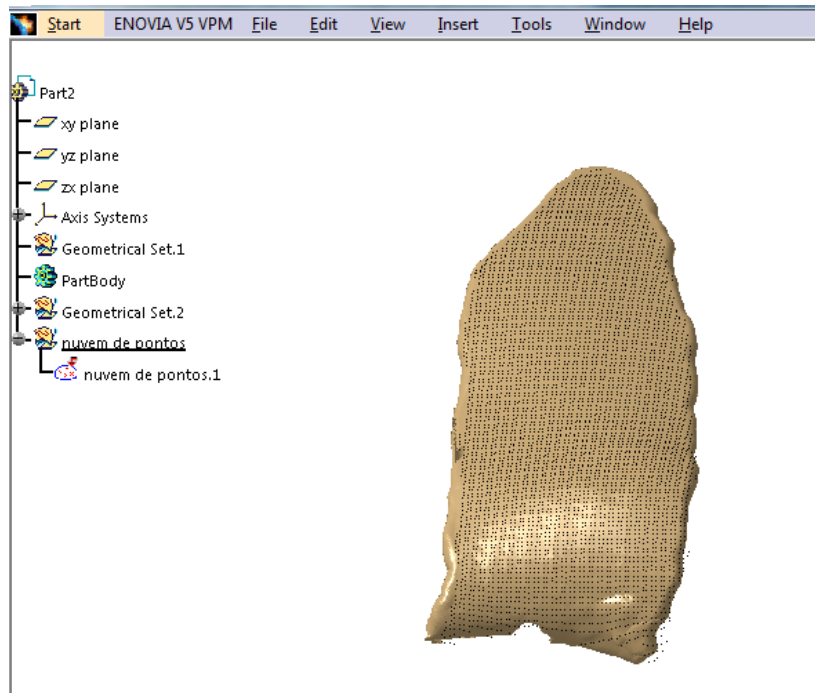 Start ENOVIA V5 VPM File Edit View Insert Tools Window Help
Part2
xy plane
yz plane
zx plane
Axis Systems
Geometrical Set.1
PartBody
Geometrical Set.2
nuvem de pontos
nuvem de pontos.1